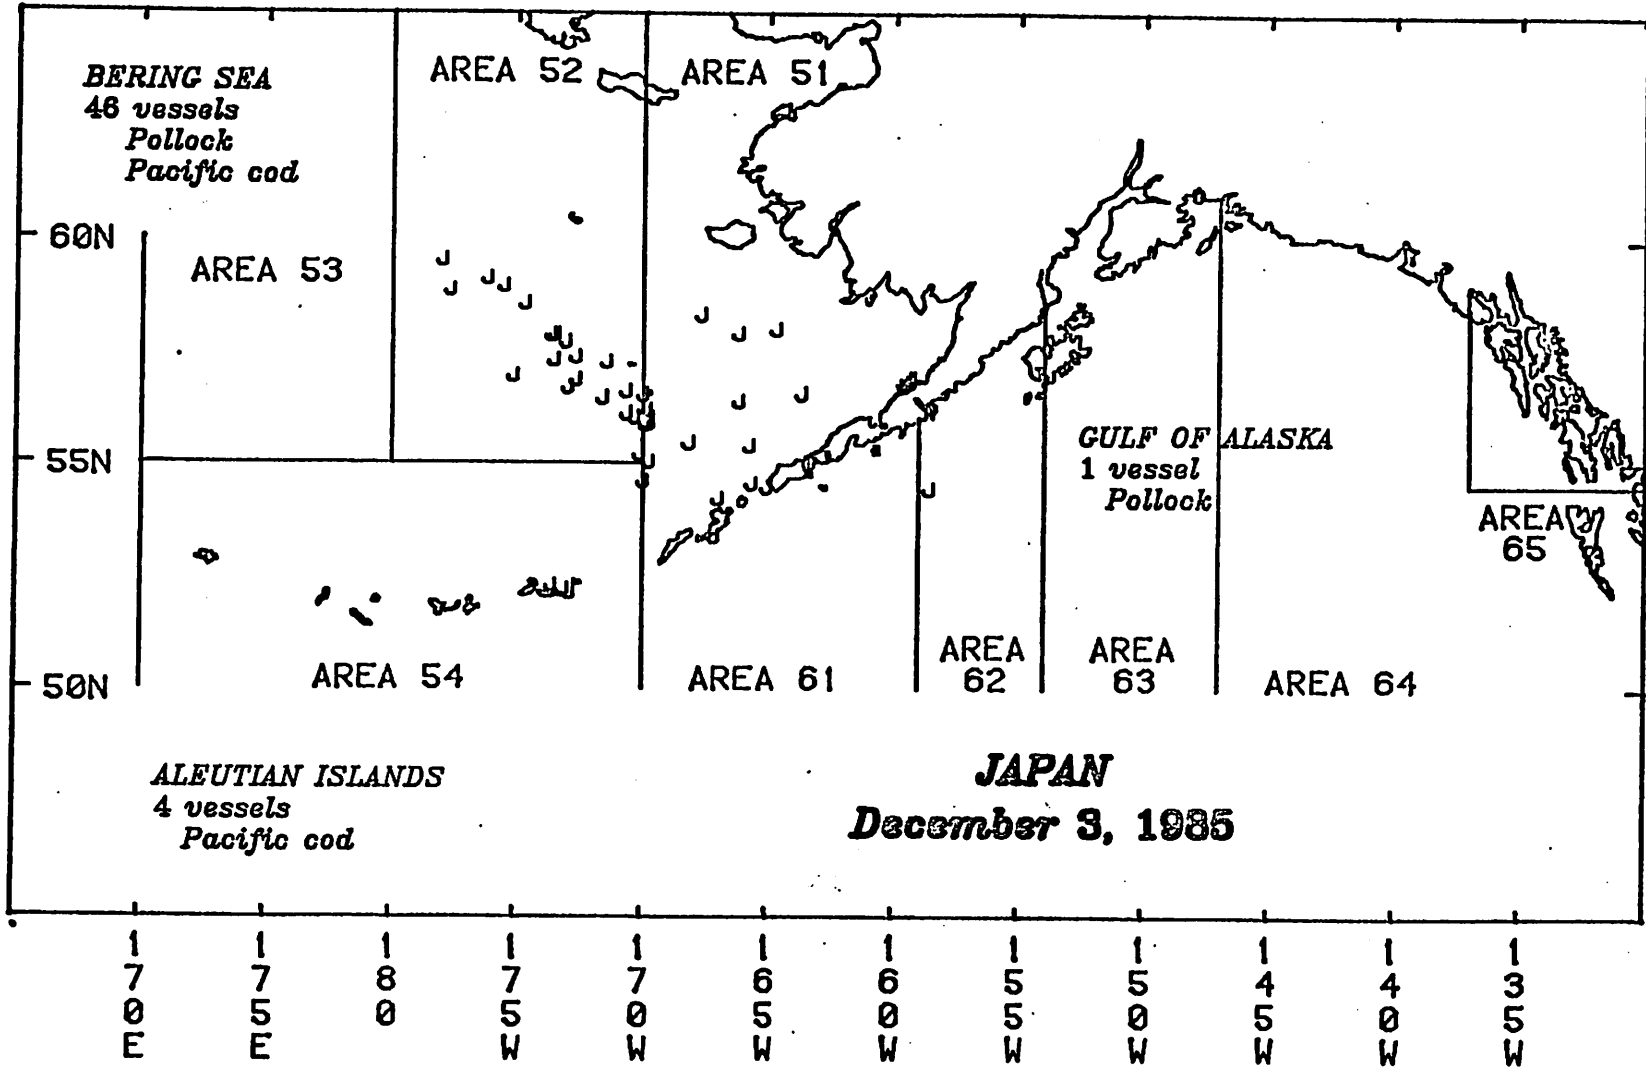 AREA 52
AREA 51
BERING SEA
46 vessels
Pollock
Pacific cod
60N
AREA 53
J J J J J J J J J J J J J J J J J J J J J J J J J J J J J J J J J J J
55N
GULF OF ALASKA
1 vessel
Pollock
AREA
65
50N
AREA 54
AREA 61
AREA
62
AREA
63
AREA 64
ALEUTIAN ISLANDS
4 vessels
Pacific cod
JAPAN
December 3, 1985
170E
175E
180
175W
170W
165W
160W
155W
150W
145W
140W
135W